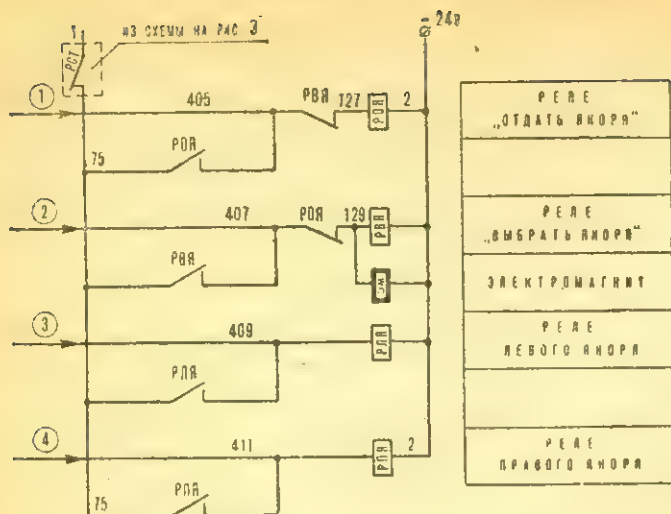 1 ИЗ СХЕМЫ НА РИС 3 24В
РСТ
1 405 РВЯ 127 РОЯ 2
75 РОЯ
2 407 РОЯ 129 РВЯ
РВЯ
ЭМ
3 409 РЛЯ
РЛЯ
4 411 РПЯ 2
75 РПЯ
РЕЛЕ
„ОТДАТЬ ЯКОРЯ"
РЕЛЕ
„ВЫБРАТЬ ЯКОРЯ"
ЭЛЕКТРОМАГНИТ
РЕЛЕ
ЛЕВОГО ЯКОРЯ
РЕЛЕ
ПРАВОГО ЯКОРЯ